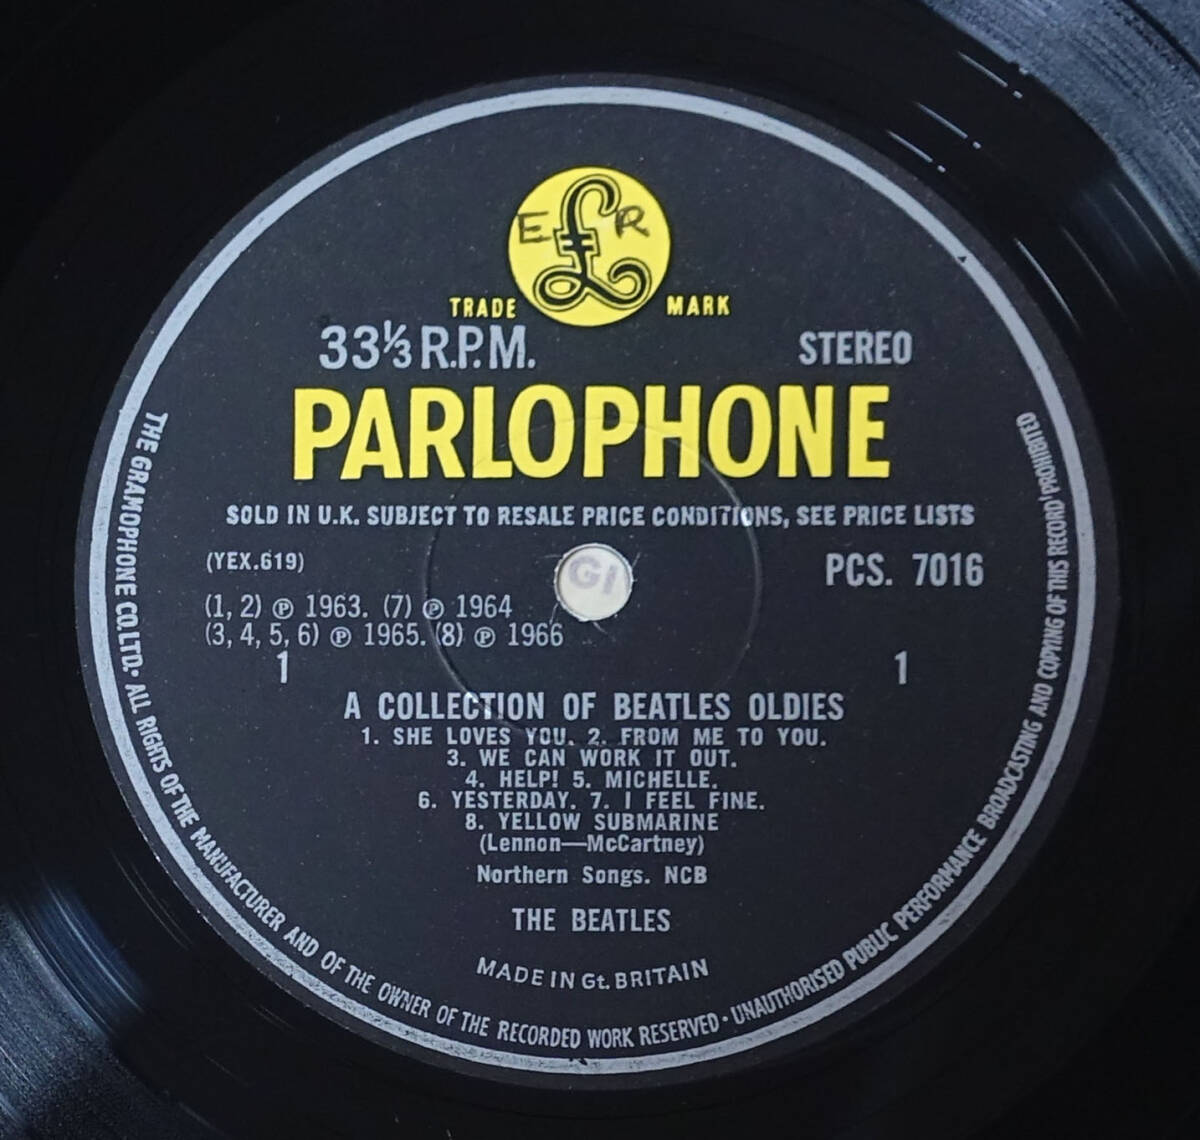 E £ R
TRADE MARK
33⅓ R.P.M. STEREO
PARLOPHONE
SOLD IN U.K. SUBJECT TO RESALE PRICE CONDITIONS, SEE PRICE LISTS
(YEX.619) PCS. 7016
GI
(1, 2) ℗ 1963. (7) ℗ 1964
(3, 4, 5, 6) ℗ 1965. (8) ℗ 1966
1 1
A COLLECTION OF BEATLES OLDIES
1. SHE LOVES YOU. 2. FROM ME TO YOU.
3. WE CAN WORK IT OUT.
4. HELP! 5. MICHELLE.
6. YESTERDAY. 7. I FEEL FINE.
8. YELLOW SUBMARINE
(Lennon—McCartney)
Northern Songs. NCB
THE BEATLES
MADE IN Gt. BRITAIN
THE GRAMOPHONE CO. LTD. · ALL RIGHTS OF THE MANUFACTURER AND OF THE OWNER OF THE RECORDED WORK RESERVED · UNAUTHORISED PUBLIC PERFORMANCE BROADCASTING AND COPYING OF THIS RECORD PROHIBITED